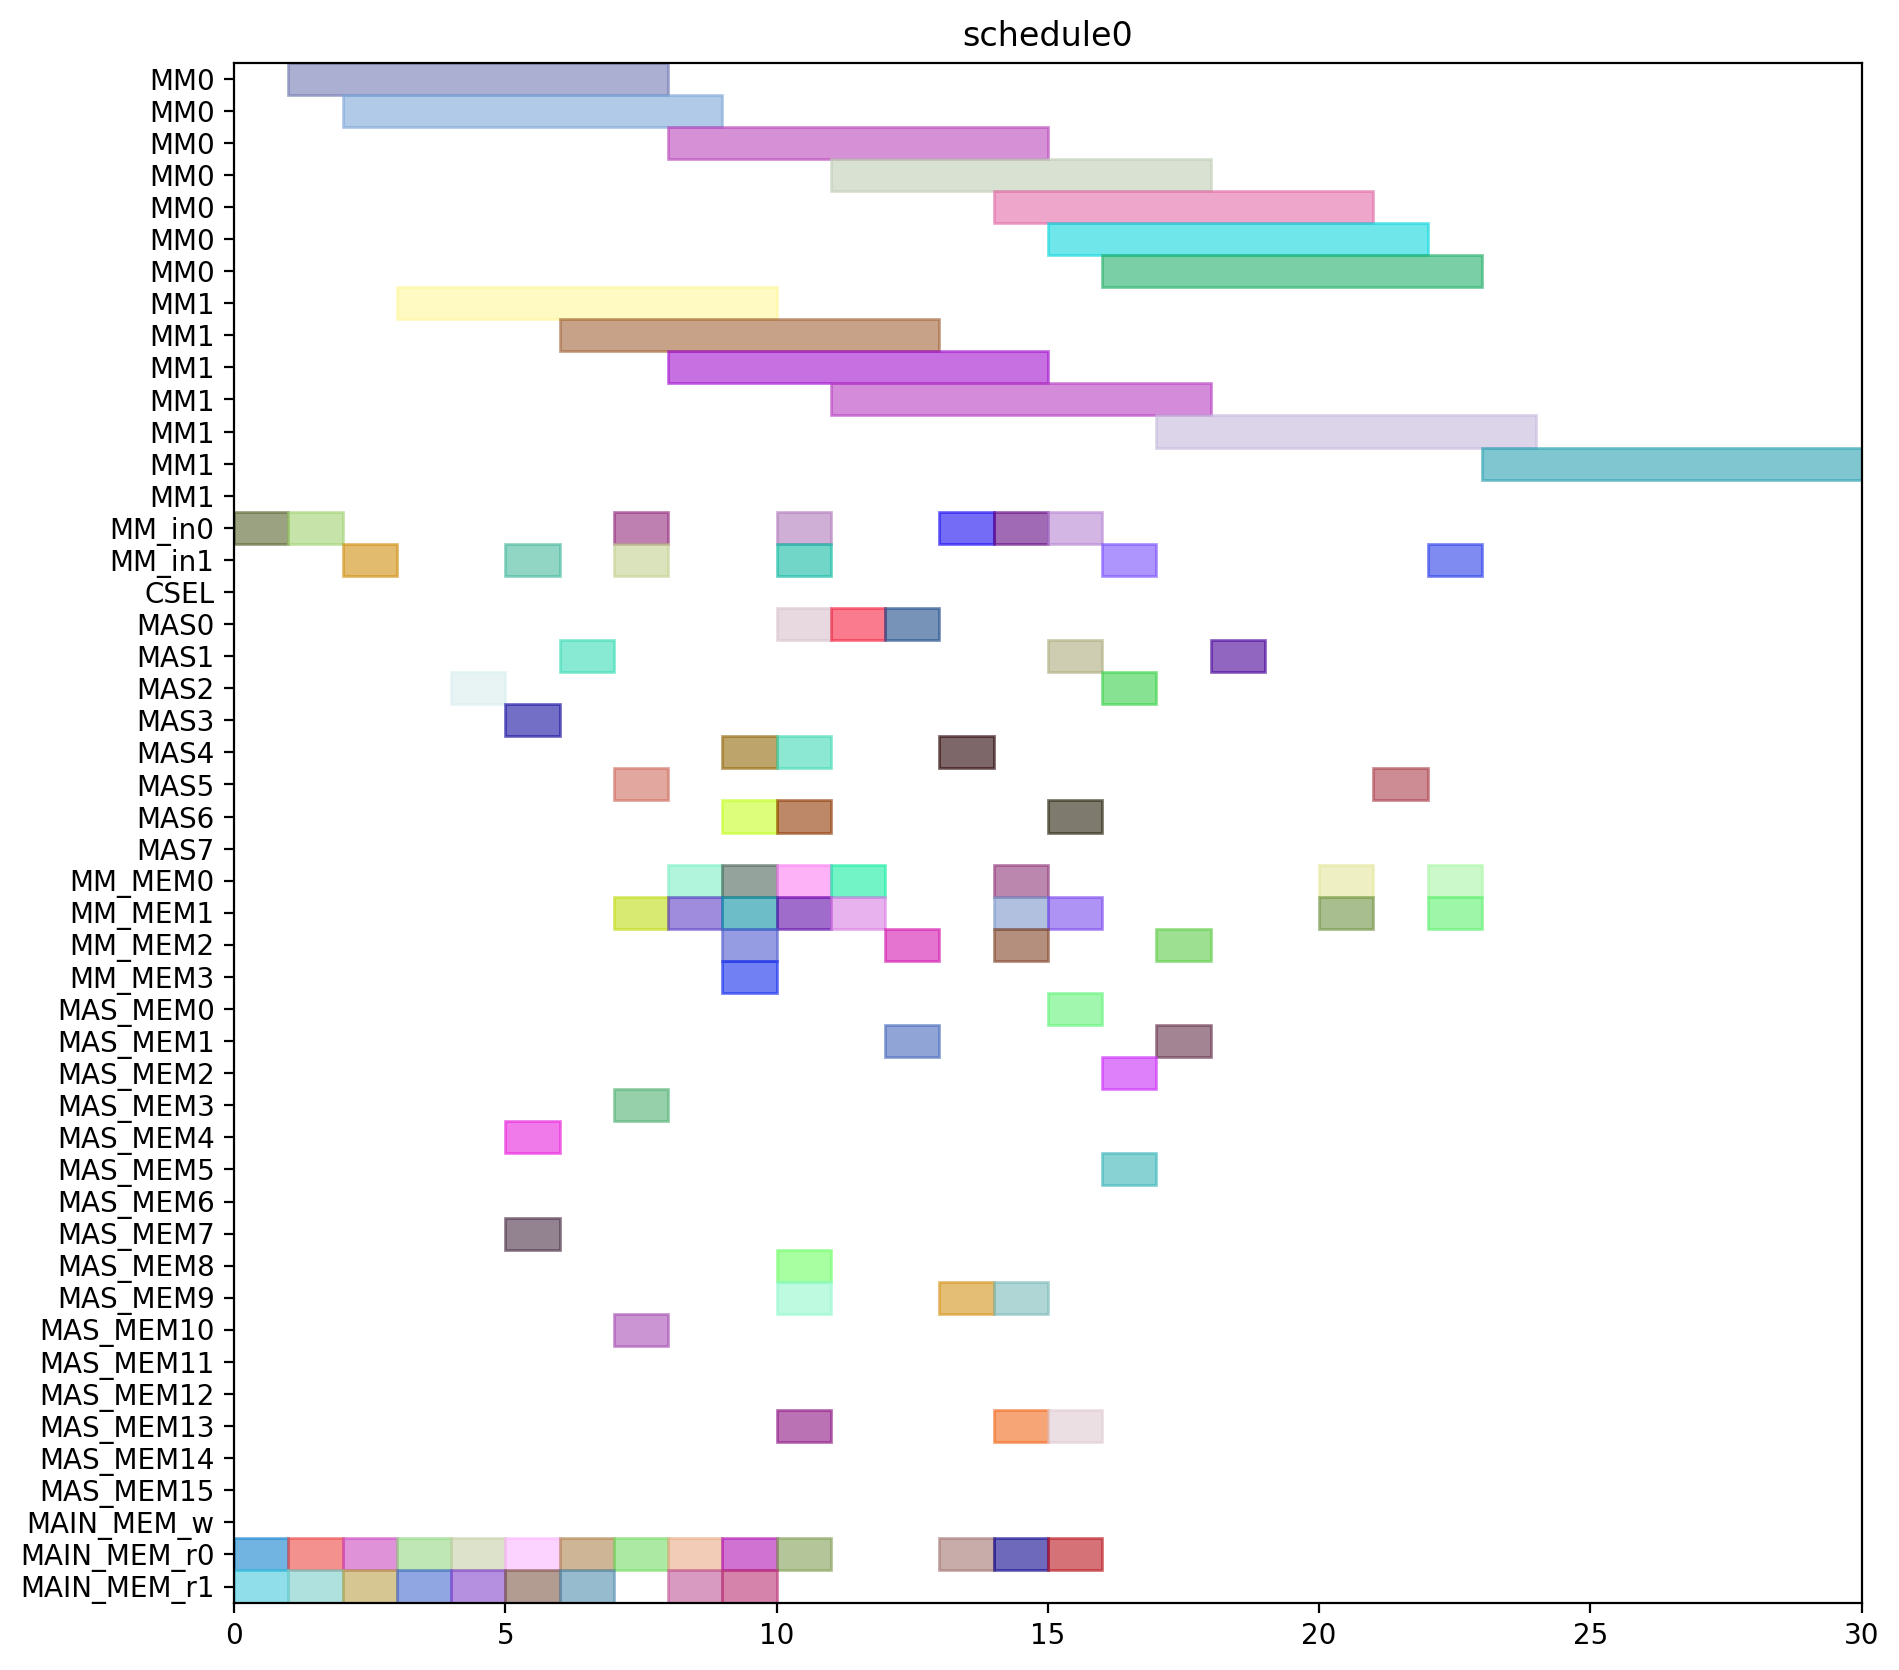 schedule0
MM0
MM0
MM0
MM0
MM0
MM0
MM0
MM1
MM1
MM1
MM1
MM1
MM1
MM1
MM_in0
MM_in1
CSEL
MAS0
MAS1
MAS2
MAS3
MAS4
MAS5
MAS6
MAS7
MM_MEM0
MM_MEM1
MM_MEM2
MM_MEM3
MAS_MEM0
MAS_MEM1
MAS_MEM2
MAS_MEM3
MAS_MEM4
MAS_MEM5
MAS_MEM6
MAS_MEM7
MAS_MEM8
MAS_MEM9
MAS_MEM10
MAS_MEM11
MAS_MEM12
MAS_MEM13
MAS_MEM14
MAS_MEM15
MAIN_MEM_w
MAIN_MEM_r0
MAIN_MEM_r1
0 5 10 15 20 25 30